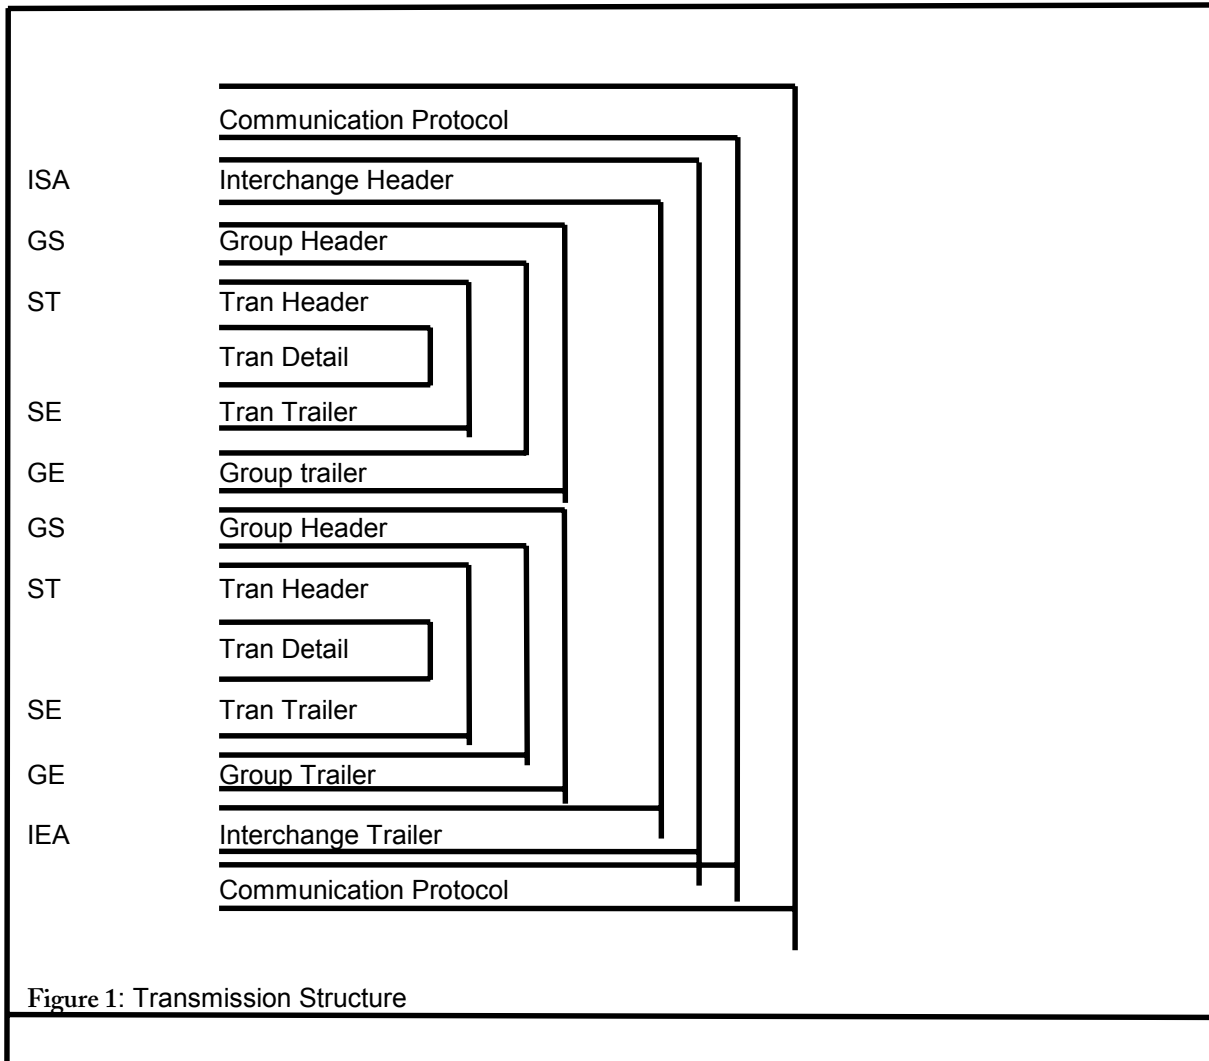 Communication Protocol
ISA Interchange Header
GS Group Header
ST Tran Header
Tran Detail
SE Tran Trailer
GE Group trailer
GS Group Header
ST Tran Header
Tran Detail
SE Tran Trailer
GE Group Trailer
IEA Interchange Trailer
Communication Protocol
Figure 1: Transmission Structure